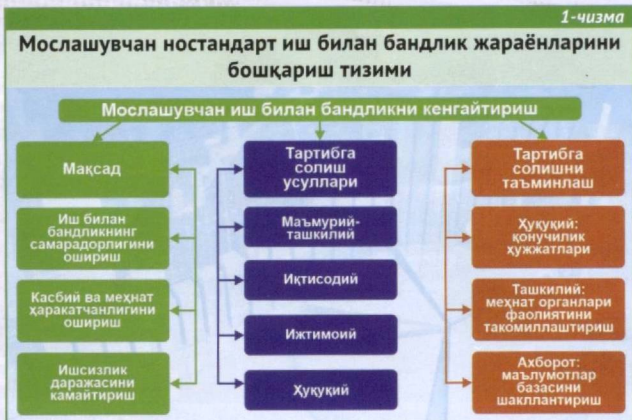 1-чизма
Мослашувчан ностандарт иш билан бандлик жараёнларини
бошқариш тизими
Мослашувчан иш билан бандликни кенгайтириш
Мақсад
Иш билан
бандликнинг
самарадорлигини
ошириш
Касбий ва меҳнат
ҳаракатчанлигини
ошириш
Ишсизлик
даражасини
камайтириш
Тартибга
солиш
усуллари
Маъмурий-
ташкилий
Иқтисодий
Ижтимоий
Ҳуқуқий
Тартибга
солишни
таъминлаш
Ҳуқуқий:
қонучилик
ҳужжатлари
Ташкилий:
меҳнат органлари
фаолиятини
такомиллаштириш
Ахборот:
маълумотлар
базасини
шакллантириш